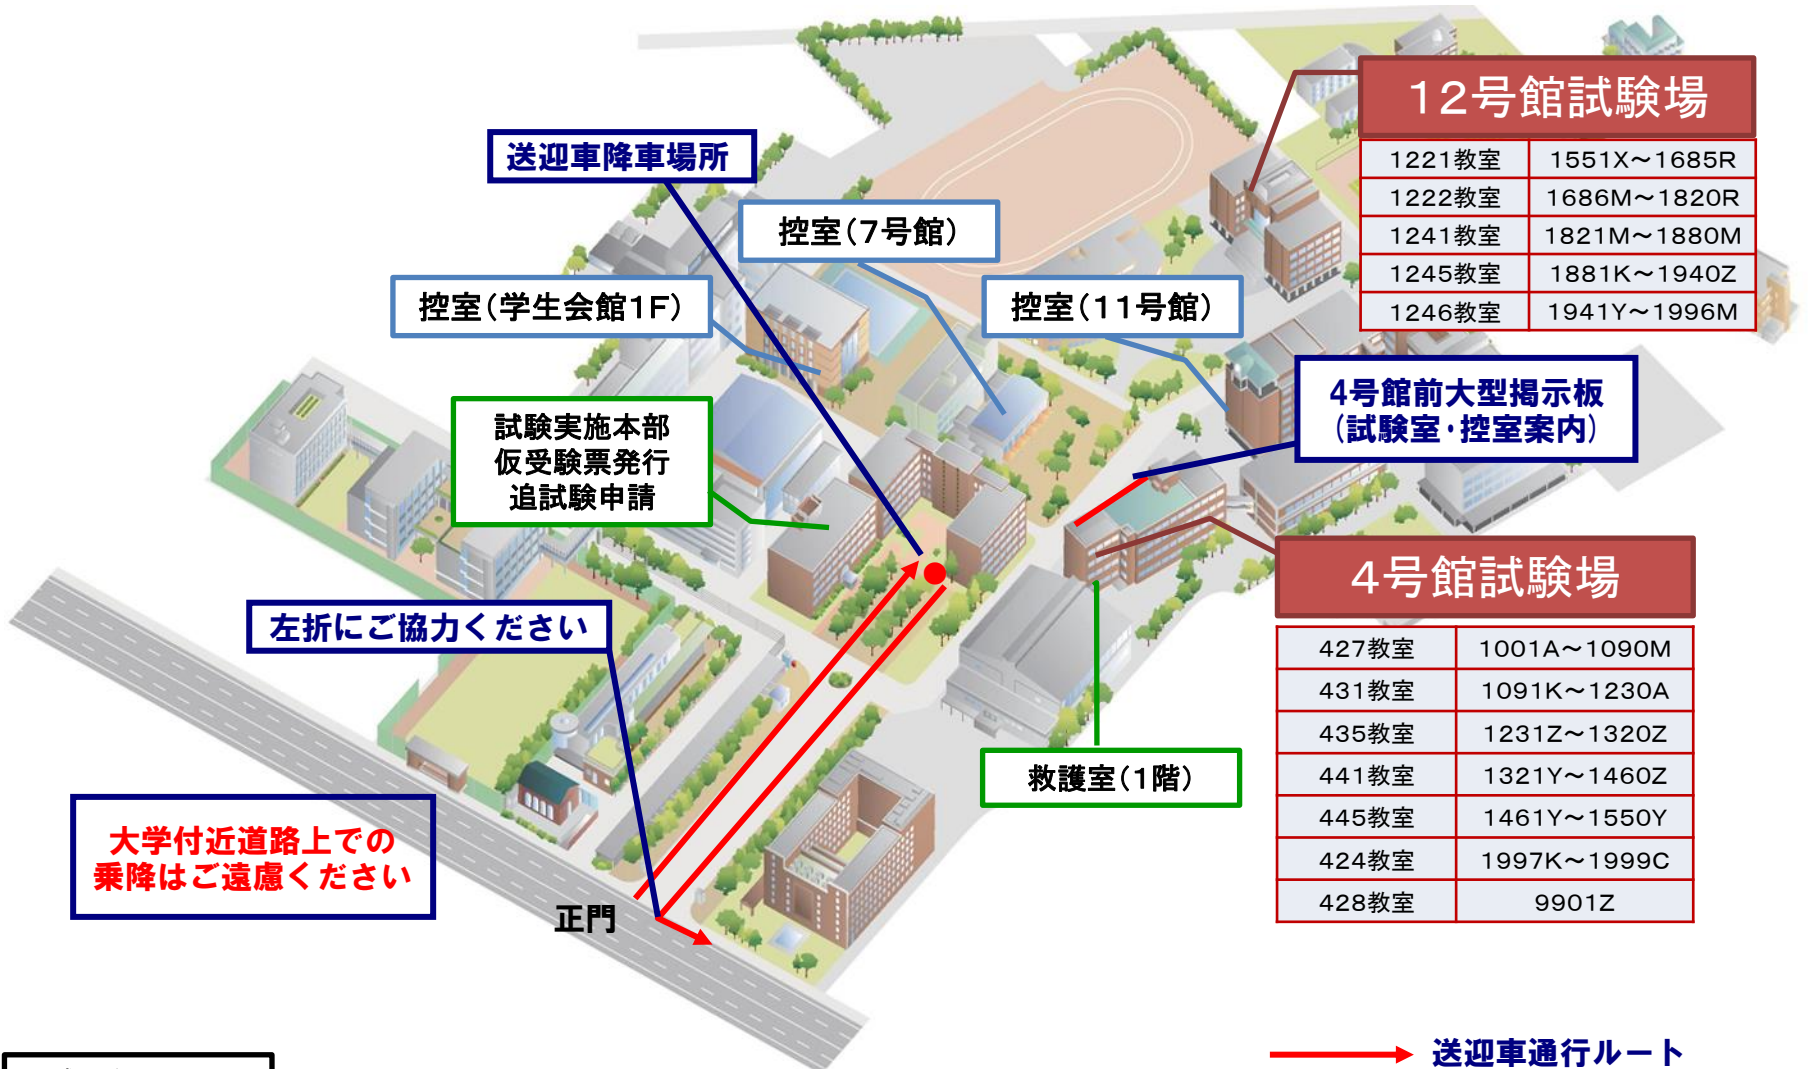 12号館試験場
1221教室 1551X～1685R
1222教室 1686M～1820R
1241教室 1821M～1880M
1245教室 1881K～1940Z
1246教室 1941Y～1996M
送迎車降車場所
控室(7号館)
控室(学生会館1F)
控室(11号館)
4号館前大型掲示板
(試験室・控室案内)
試験実施本部
仮受験票発行
追試験申請
4号館試験場
427教室 1001A～1090M
431教室 1091K～1230A
435教室 1231Z～1320Z
441教室 1321Y～1460Z
445教室 1461Y～1550Y
424教室 1997K～1999C
428教室 9901Z
左折にご協力ください
救護室(1階)
大学付近道路上での
乗降はご遠慮ください
正門
送迎車通行ルート